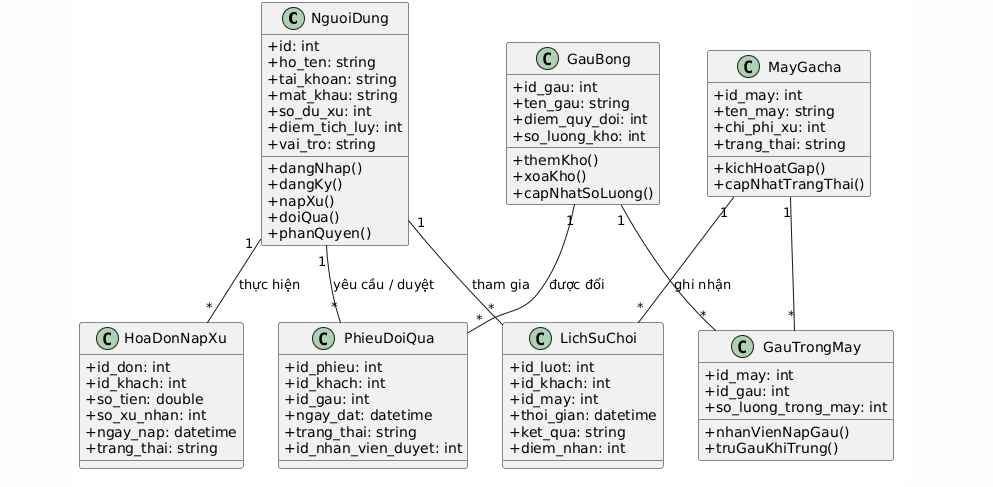 C NguoiDung
+id: int
+ho_ten: string
+tai_khoan: string
+mat_khau: string
+so_du_xu: int
+diem_tich_luy: int
+vai_tro: string
+dangNhap()
+dangKy()
+napXu()
+doiQua()
+phanQuyen()
C GauBong
+id_gau: int
+ten_gau: string
+diem_quy_doi: int
+so_luong_kho: int
+themKho()
+xoaKho()
+capNhatSoLuong()
C MayGacha
+id_may: int
+ten_may: string
+chi_phi_xu: int
+trang_thai: string
+kichHoatGap()
+capNhatTrangThai()
1
1
1
1
1
1
1
thực hiện
yêu cầu / duyệt
tham gia
được đổi
ghi nhận
*
*
*
*
*
*
*
C HoaDonNapXu
+id_don: int
+id_khach: int
+so_tien: double
+so_xu_nhan: int
+ngay_nap: datetime
+trang_thai: string
C PhieuDoiQua
+id_phieu: int
+id_khach: int
+id_gau: int
+ngay_dat: datetime
+trang_thai: string
+id_nhan_vien_duyet: int
C LichSuChoi
+id_luot: int
+id_khach: int
+id_may: int
+thoi_gian: datetime
+ket_qua: string
+diem_nhan: int
C GauTrongMay
+id_may: int
+id_gau: int
+so_luong_trong_may: int
+nhanVienNapGau()
+truGauKhiTrung()